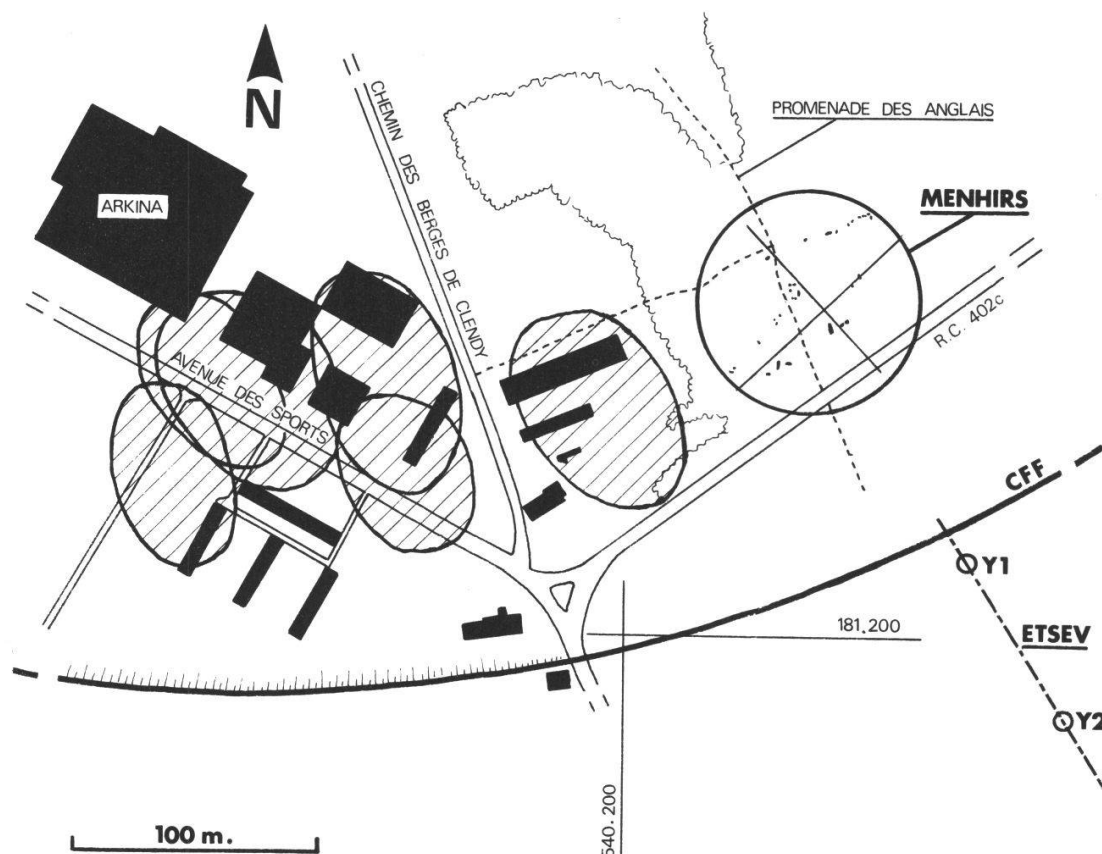 N
ARKINA
CHEMIN DES BERGES DE CLENDY
PROMENADE DES ANGLAIS
MENHIRS
R.C. 402c
AVENUE DES SPORTS
CFF
Y1
181.200
ETSEV
Y2
540.200
100 m.